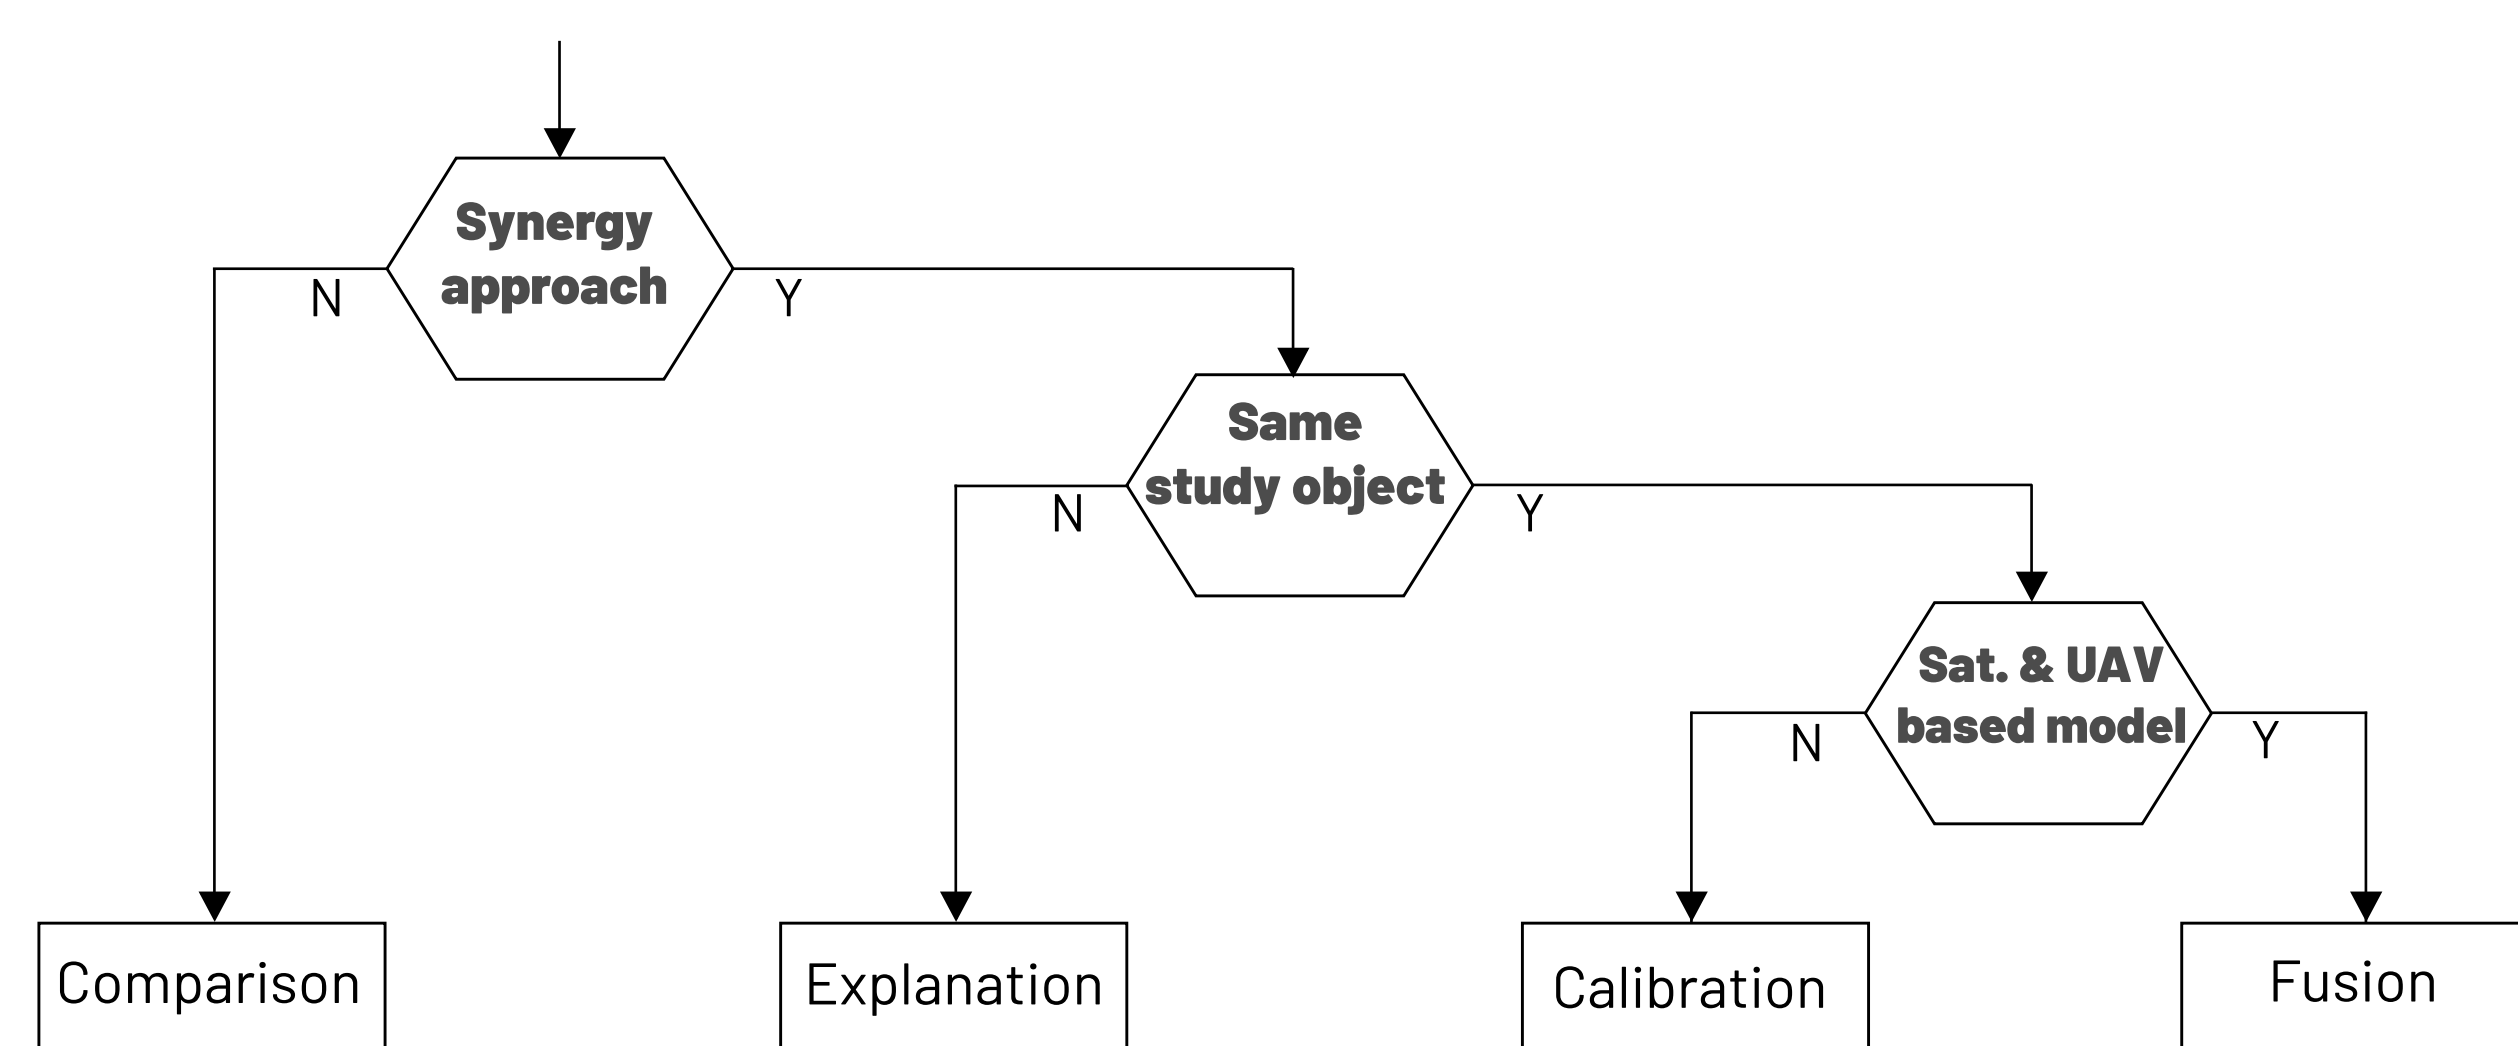 Synergy
approach
N
Y
Same
study object
N
Y
Sat. & UAV
based model
N
Y
Comparison
Explanation
Calibration
Fusion